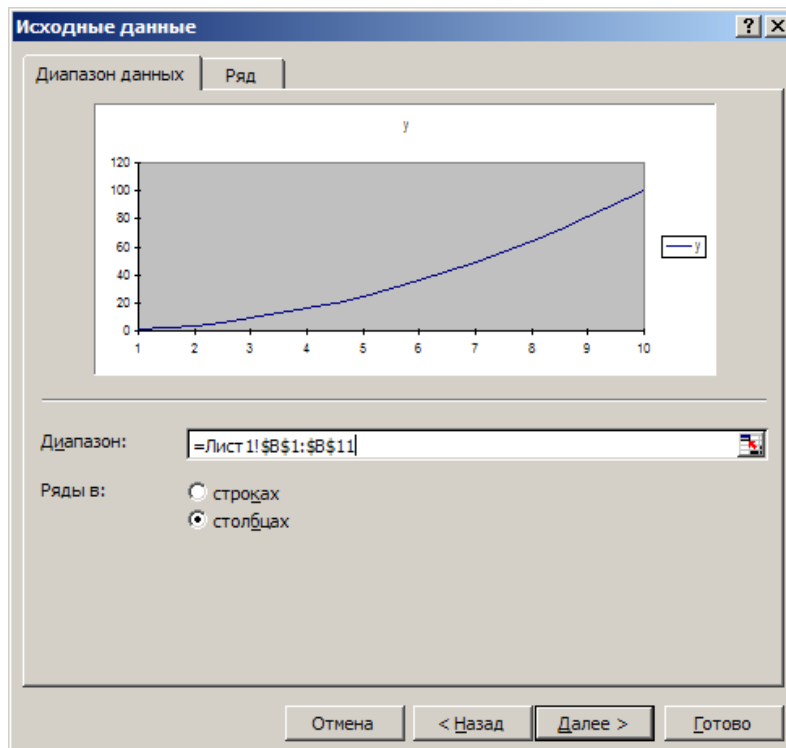 Исходные данные
Диапазон данных Ряд
y
120
100
80
60
40
20
0
y
1 2 3 4 5 6 7 8 9 10
Диапазон: =Лист1!$B$1:$B$11
Ряды в: строках
столбцах
Отмена < Назад Далее > Готово